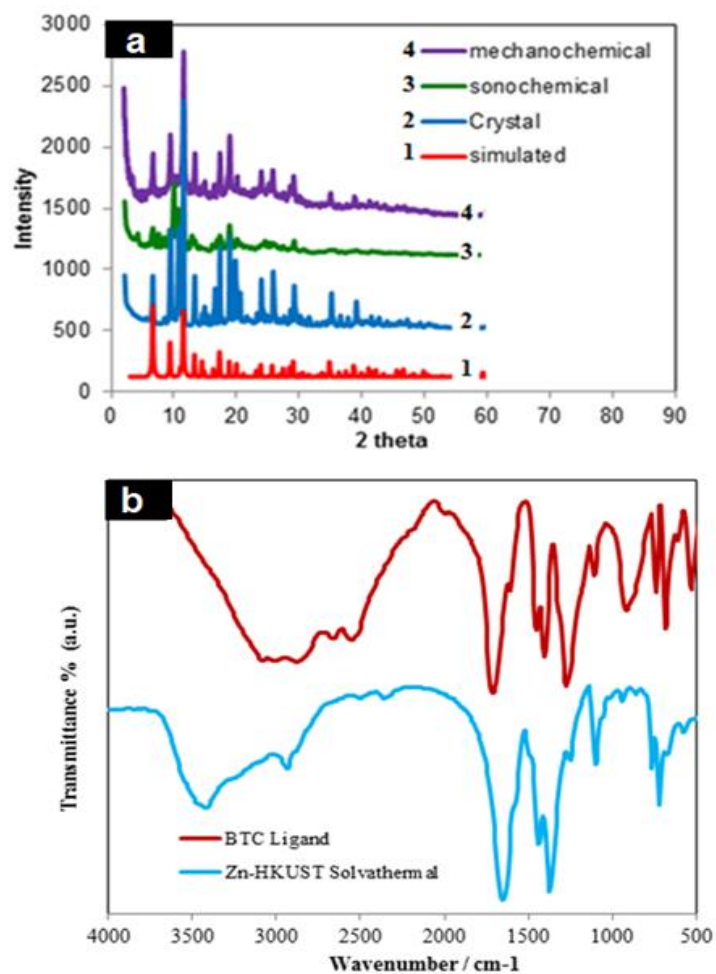 a
3000
2500
2000
1500
1000
500
0
Intensity
4 mechanochemical
3 sonochemical
2 Crystal
1 simulated
4
3
2
1
0 10 20 30 40 50 60 70 80 90
2 theta
b
Transmittance % (a.u.)
BTC Ligand
Zn-HKUST Solvathermal
4000 3500 3000 2500 2000 1500 1000 500
Wavenumber / cm-1